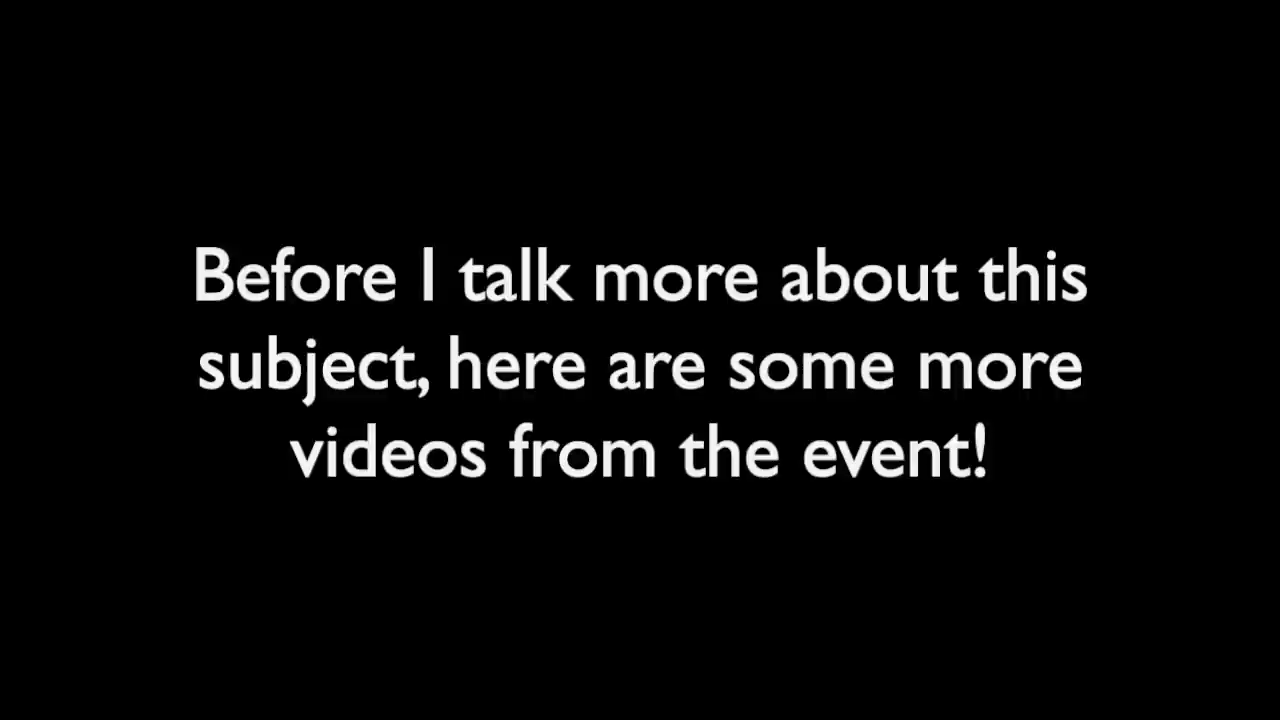 Before I talk more about this
subject, here are some more
videos from the event!